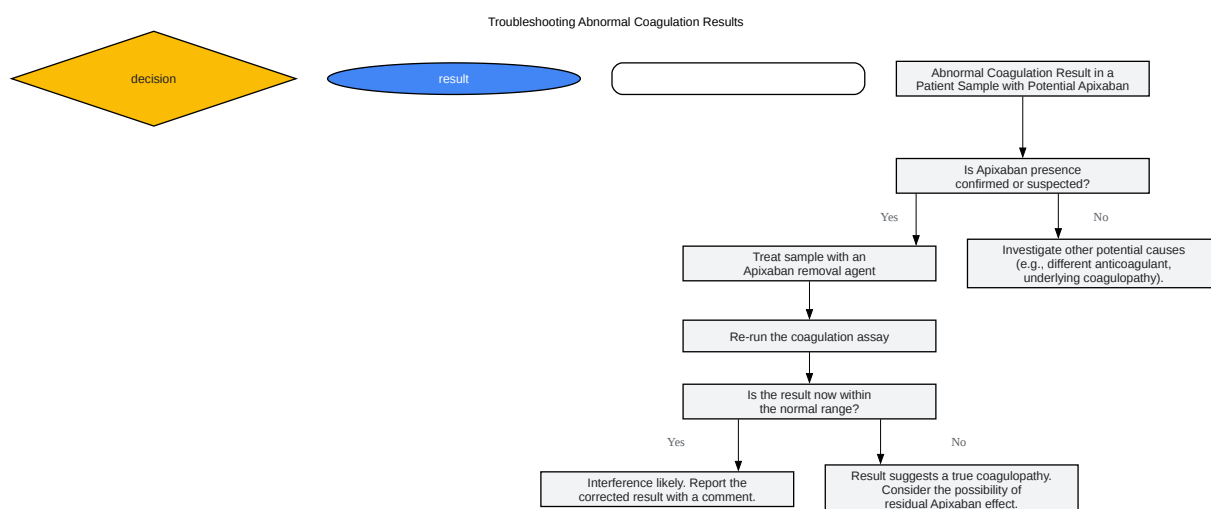 Troubleshooting Abnormal Coagulation Results
decision
result
Abnormal Coagulation Result in a
Patient Sample with Potential Apixaban
Is Apixaban presence
confirmed or suspected?
Yes
No
Treat sample with an
Apixaban removal agent
Investigate other potential causes
(e.g., different anticoagulant,
underlying coagulopathy).
Re-run the coagulation assay
Is the result now within
the normal range?
Yes
No
Interference likely. Report the
corrected result with a comment.
Result suggests a true coagulopathy.
Consider the possibility of
residual Apixaban effect.